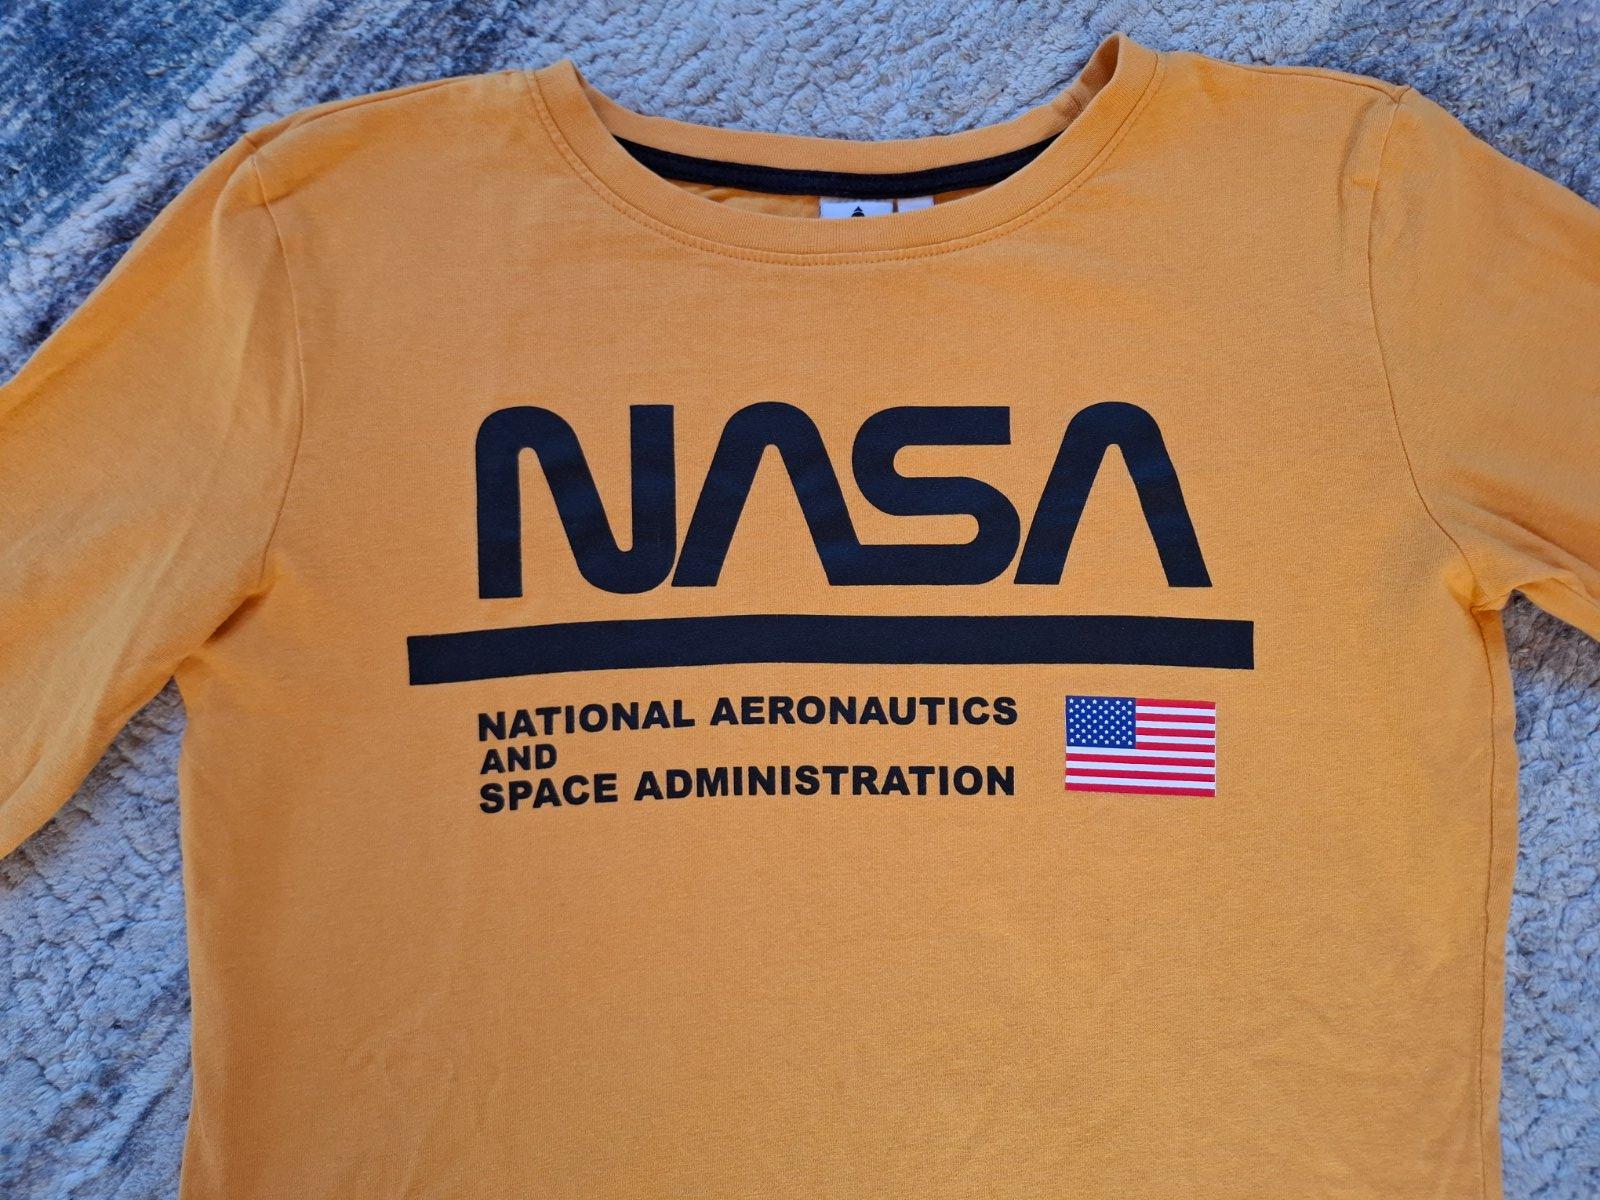 NASA
NATIONAL AERONAUTICS
AND
SPACE ADMINISTRATION